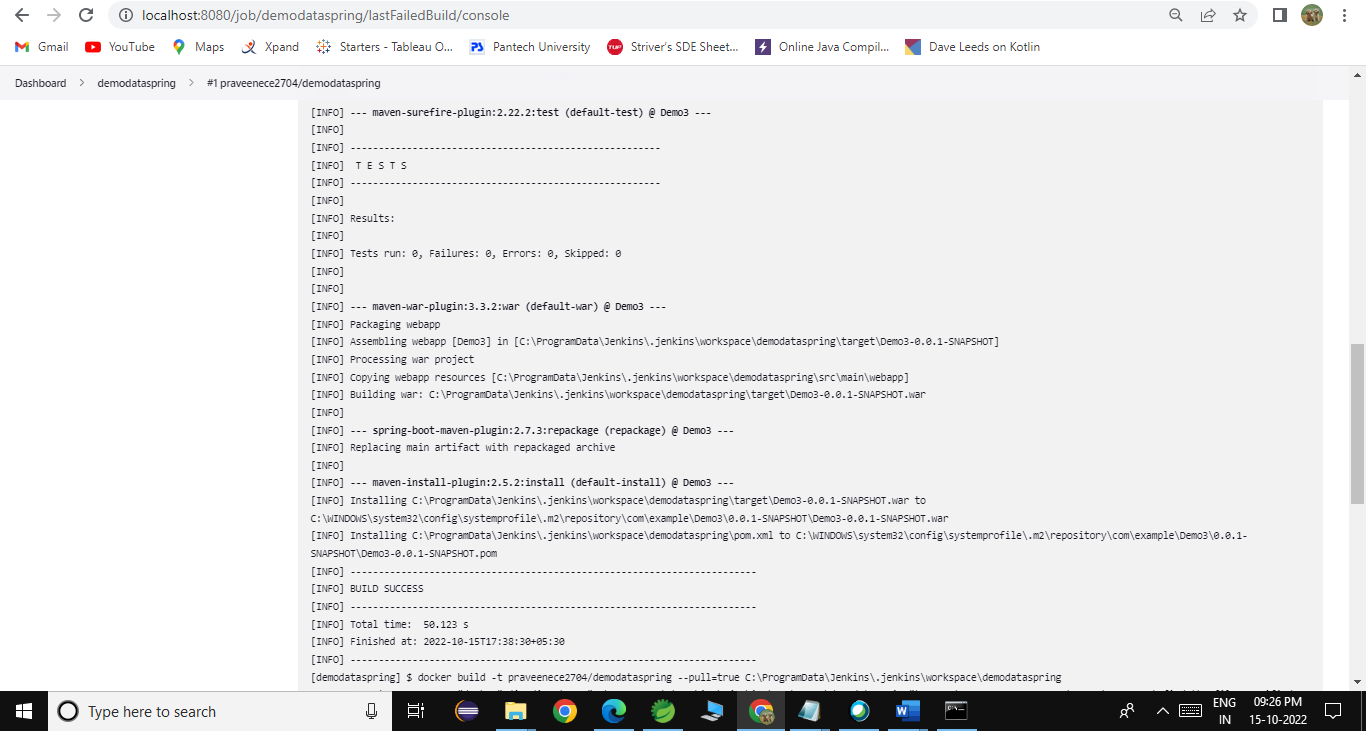 localhost:8080/job/demodataspring/lastFailedBuild/console
Gmail YouTube Maps Xpand Starters - Tableau O... Pantech University Striver's SDE Sheet... Online Java Compil... Dave Leeds on Kotlin
Dashboard > demodataspring > #1 praveenece2704/demodataspring
[INFO] --- maven-surefire-plugin:2.22.2:test (default-test) @ Demo3 ---
[INFO]
[INFO] -------------------------------------------------------
[INFO]  T E S T S
[INFO] -------------------------------------------------------
[INFO]
[INFO] Results:
[INFO]
[INFO] Tests run: 0, Failures: 0, Errors: 0, Skipped: 0
[INFO]
[INFO]
[INFO] --- maven-war-plugin:3.3.2:war (default-war) @ Demo3 ---
[INFO] Packaging webapp
[INFO] Assembling webapp [Demo3] in [C:\ProgramData\Jenkins\.jenkins\workspace\demodataspring\target\Demo3-0.0.1-SNAPSHOT]
[INFO] Processing war project
[INFO] Copying webapp resources [C:\ProgramData\Jenkins\.jenkins\workspace\demodataspring\src\main\webapp]
[INFO] Building war: C:\ProgramData\Jenkins\.jenkins\workspace\demodataspring\target\Demo3-0.0.1-SNAPSHOT.war
[INFO]
[INFO] --- spring-boot-maven-plugin:2.7.3:repackage (repackage) @ Demo3 ---
[INFO] Replacing main artifact with repackaged archive
[INFO]
[INFO] --- maven-install-plugin:2.5.2:install (default-install) @ Demo3 ---
[INFO] Installing C:\ProgramData\Jenkins\.jenkins\workspace\demodataspring\target\Demo3-0.0.1-SNAPSHOT.war to
C:\WINDOWS\system32\config\systemprofile\.m2\repository\com\example\Demo3\0.0.1-SNAPSHOT\Demo3-0.0.1-SNAPSHOT.war
[INFO] Installing C:\ProgramData\Jenkins\.jenkins\workspace\demodataspring\pom.xml to C:\WINDOWS\system32\config\systemprofile\.m2\repository\com\example\Demo3\0.0.1-
SNAPSHOT\Demo3-0.0.1-SNAPSHOT.pom
[INFO] ------------------------------------------------------------------------
[INFO] BUILD SUCCESS
[INFO] ------------------------------------------------------------------------
[INFO] Total time:  50.123 s
[INFO] Finished at: 2022-10-15T17:38:30+05:30
[INFO] ------------------------------------------------------------------------
[demodataspring] $ docker build -t praveenece2704/demodataspring --pull=true C:\ProgramData\Jenkins\.jenkins\workspace\demodataspring
Type here to search
ENG
IN
09:26 PM
15-10-2022